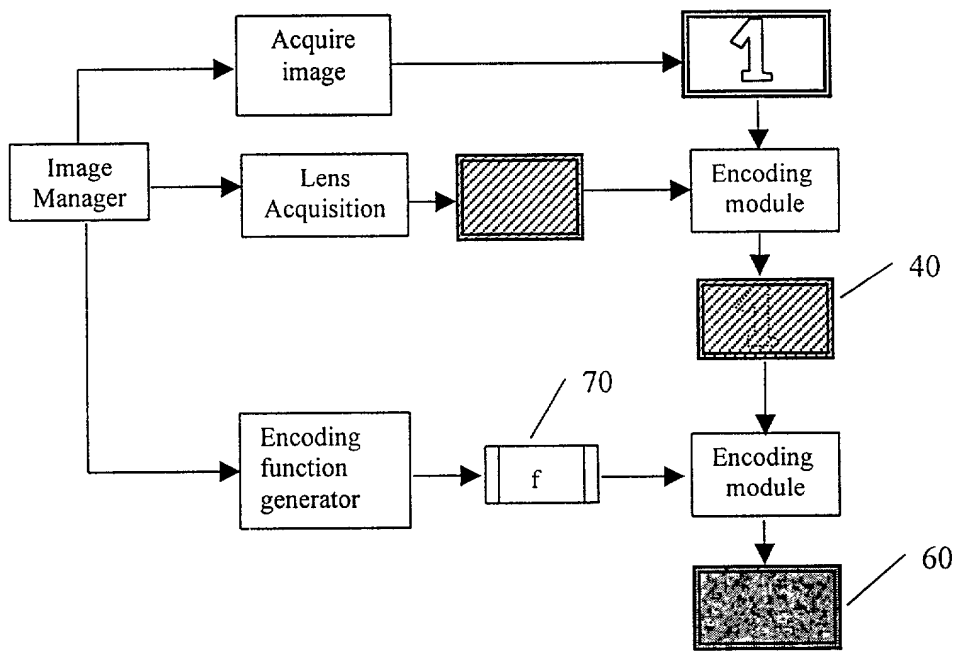 Acquire
image
1
Image
Manager
Lens
Acquisition
Encoding
module
40
70
Encoding
function
generator
f
Encoding
module
60